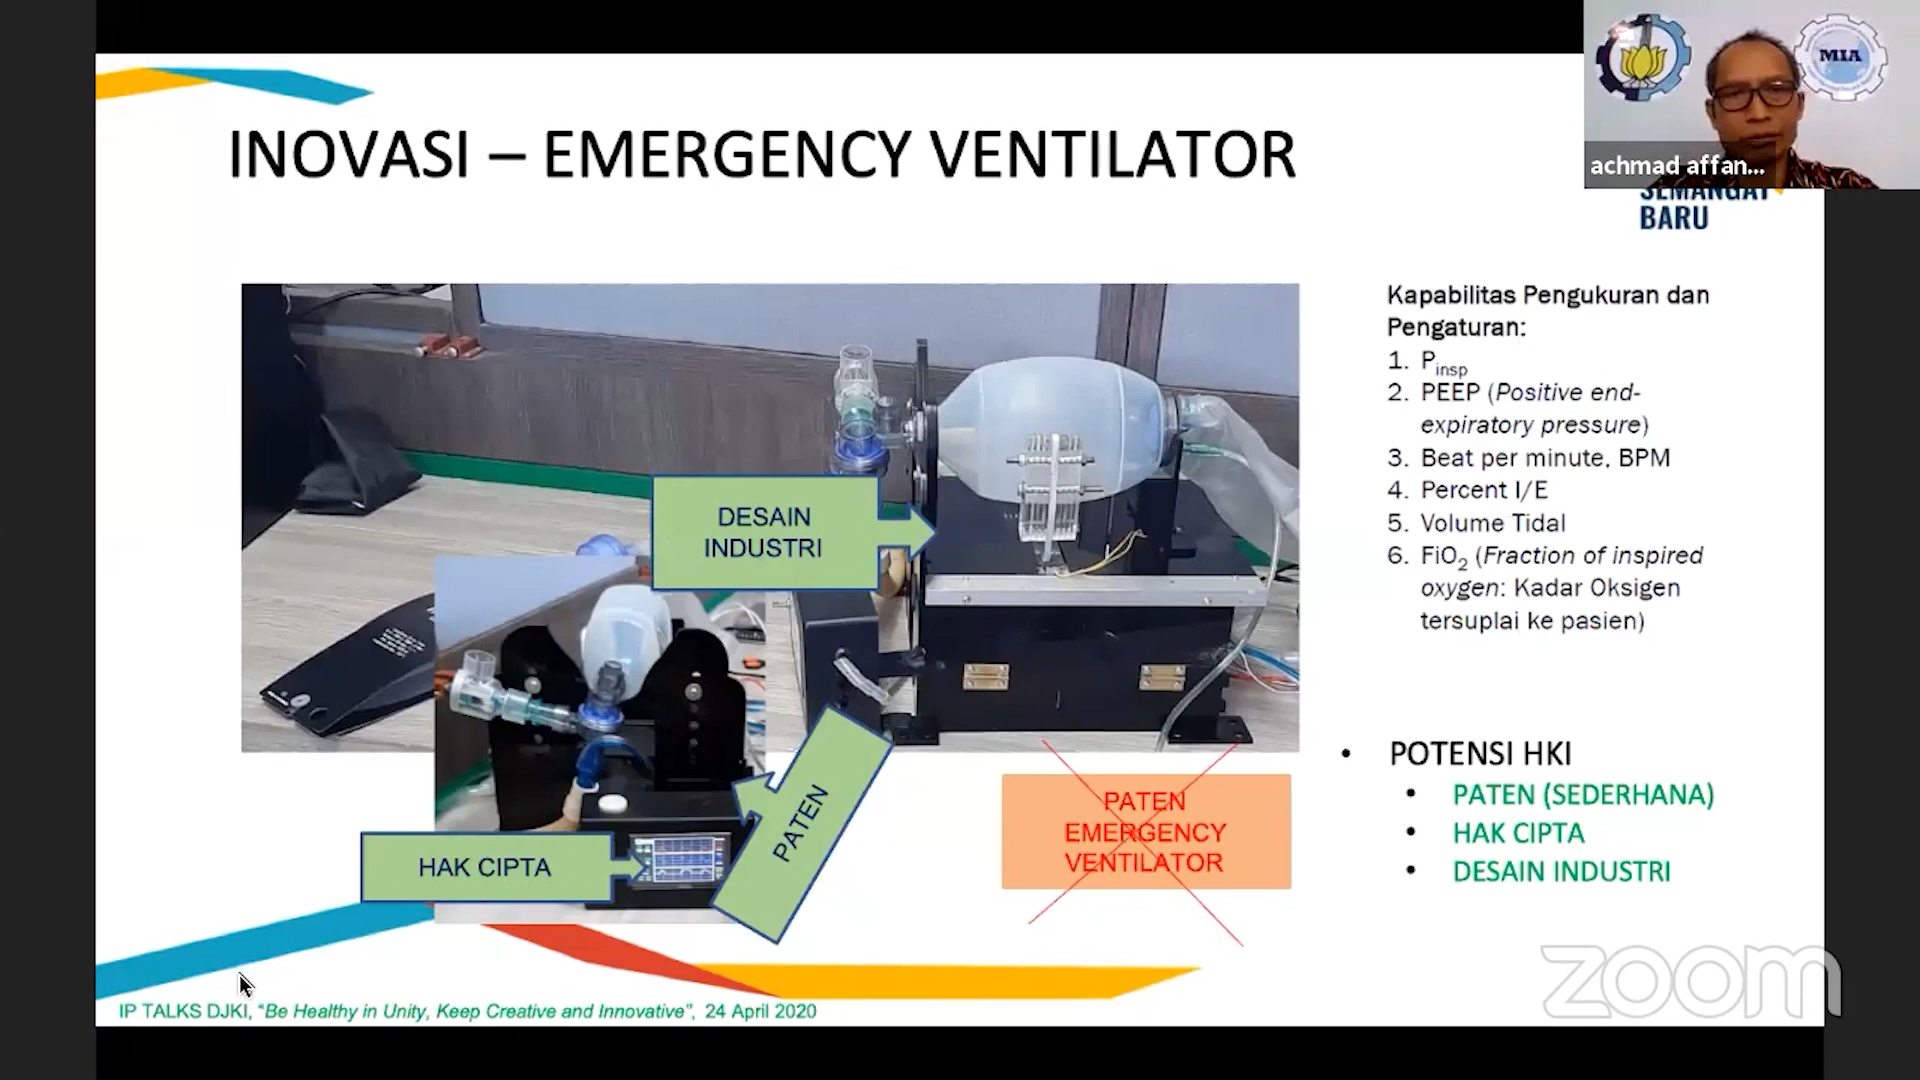 MIA
achmad affan...
SEMANGAT
BARU
INOVASI – EMERGENCY VENTILATOR
Kapabilitas Pengukuran dan
Pengaturan:
1. Pinsp
2. PEEP (Positive end-
expiratory pressure)
3. Beat per minute, BPM
4. Percent I/E
5. Volume Tidal
6. FiO2 (Fraction of inspired
oxygen: Kadar Oksigen
tersuplai ke pasien)
DESAIN
INDUSTRI
PATEN
HAK CIPTA
PATEN
EMERGENCY
VENTILATOR
• POTENSI HKI
• PATEN (SEDERHANA)
• HAK CIPTA
• DESAIN INDUSTRI
zoom
IP TALKS DJKI, “Be Healthy in Unity, Keep Creative and Innovative”, 24 April 2020